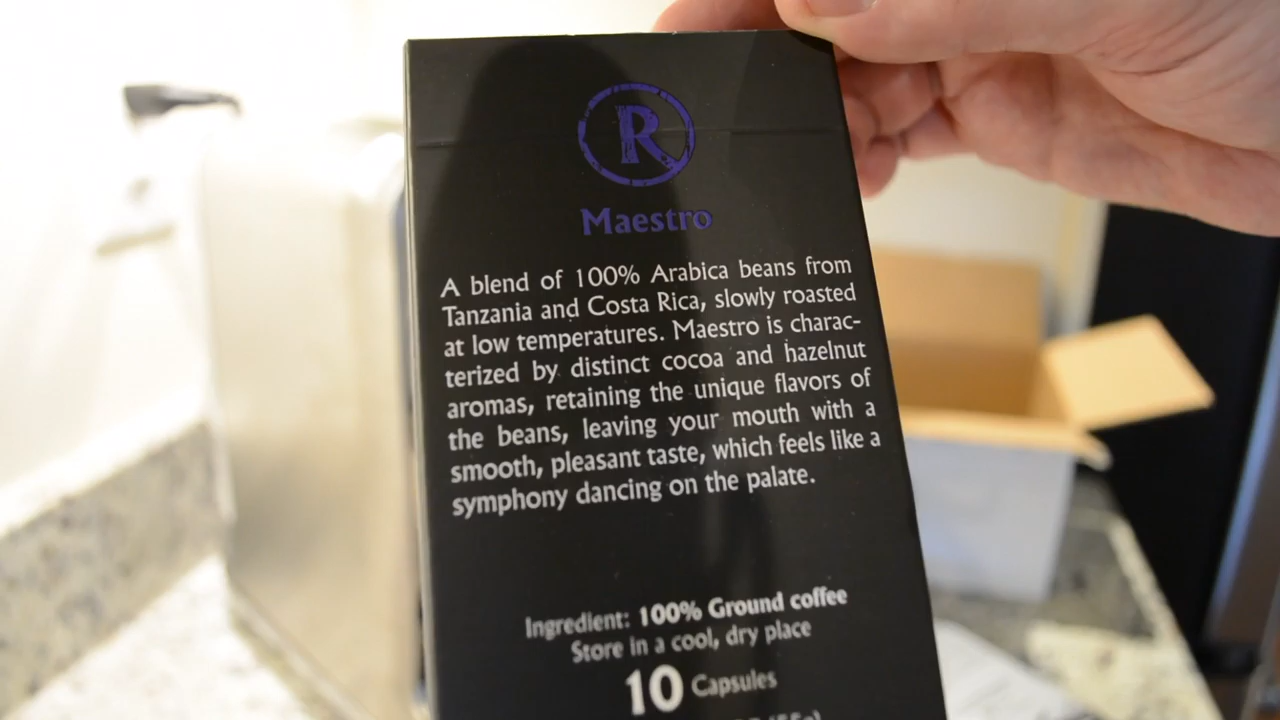 R
Maestro
A blend of 100% Arabica beans from
Tanzania and Costa Rica, slowly roasted
at low temperatures. Maestro is charac-
terized by distinct cocoa and hazelnut
aromas, retaining the unique flavors of
the beans, leaving your mouth with a
smooth, pleasant taste, which feels like a
symphony dancing on the palate.
Ingredient: 100% Ground coffee
Store in a cool, dry place
10 Capsules